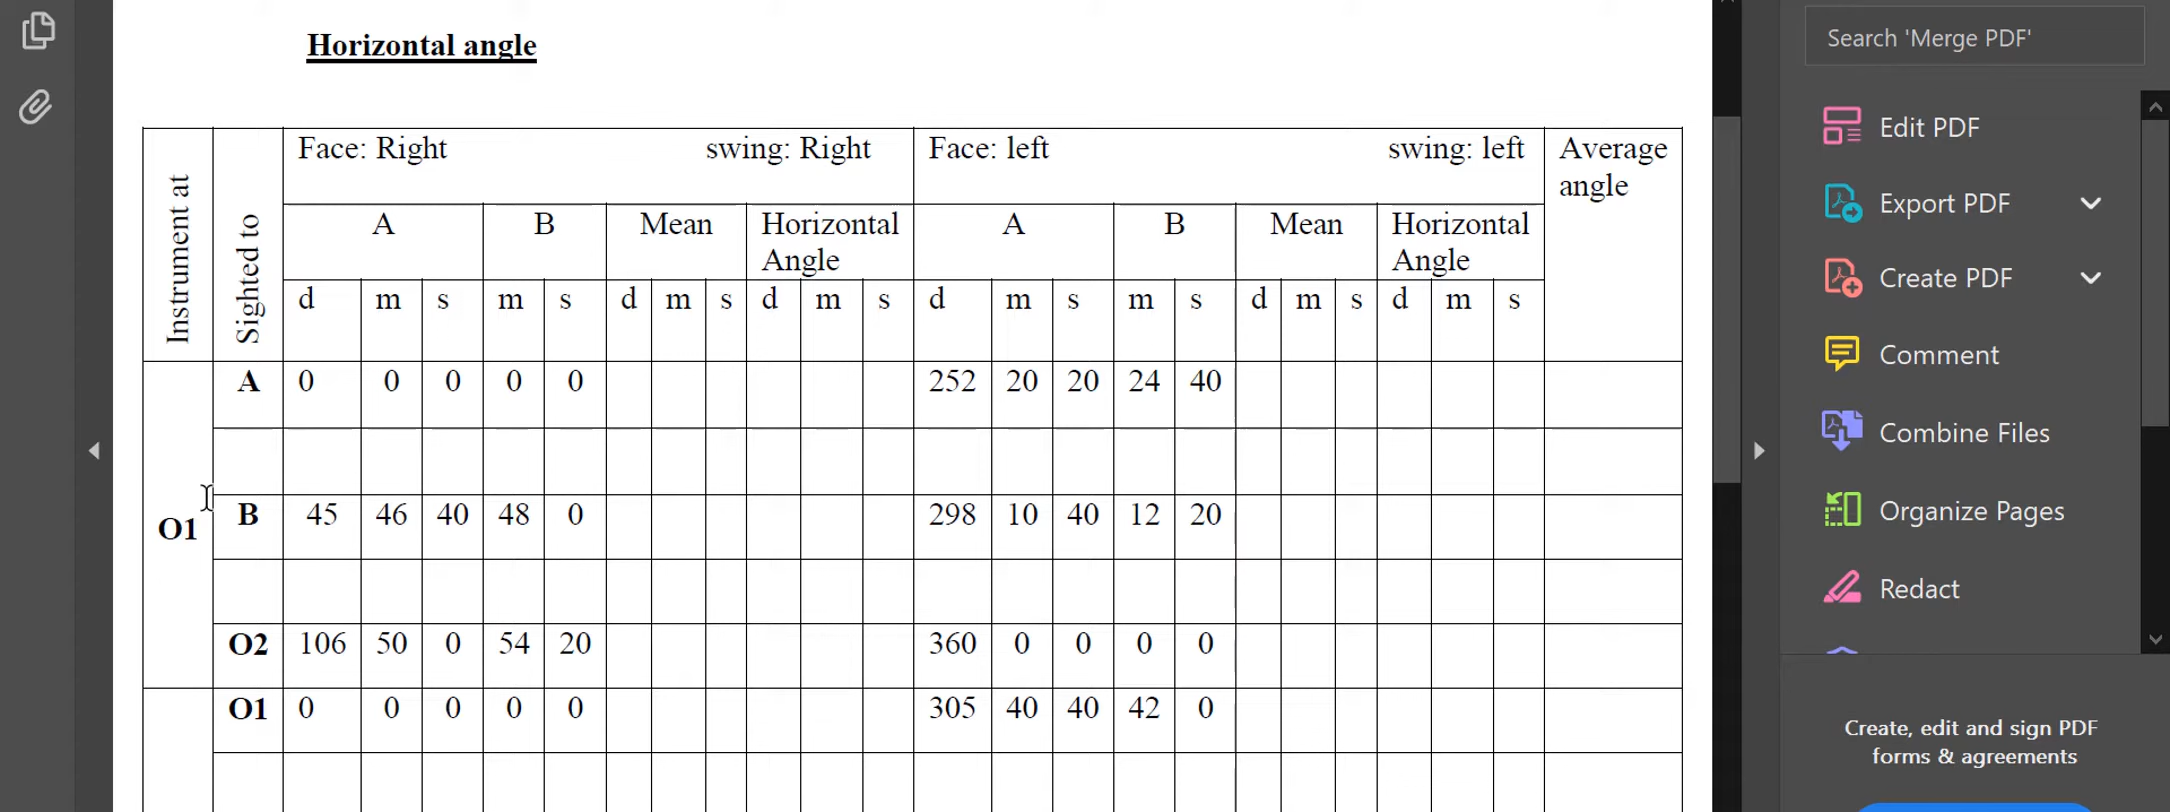 Horizontal angle
Search 'Merge PDF'
Edit PDF
Export PDF
Create PDF
Comment
Combine Files
Organize Pages
Redact
Create, edit and sign PDF
forms & agreements
Instrument at
Sighted to
Face: Right swing: Right Face: left swing: left Average
angle
A B Mean Horizontal A B Mean Horizontal
Angle Angle
d m s m s d m s d m s d m s m s d m s d m s
A 0 0 0 0 0 252 20 20 24 40
O1
B 45 46 40 48 0 298 10 40 12 20
O2 106 50 0 54 20 360 0 0 0 0
O1 0 0 0 0 0 305 40 40 42 0